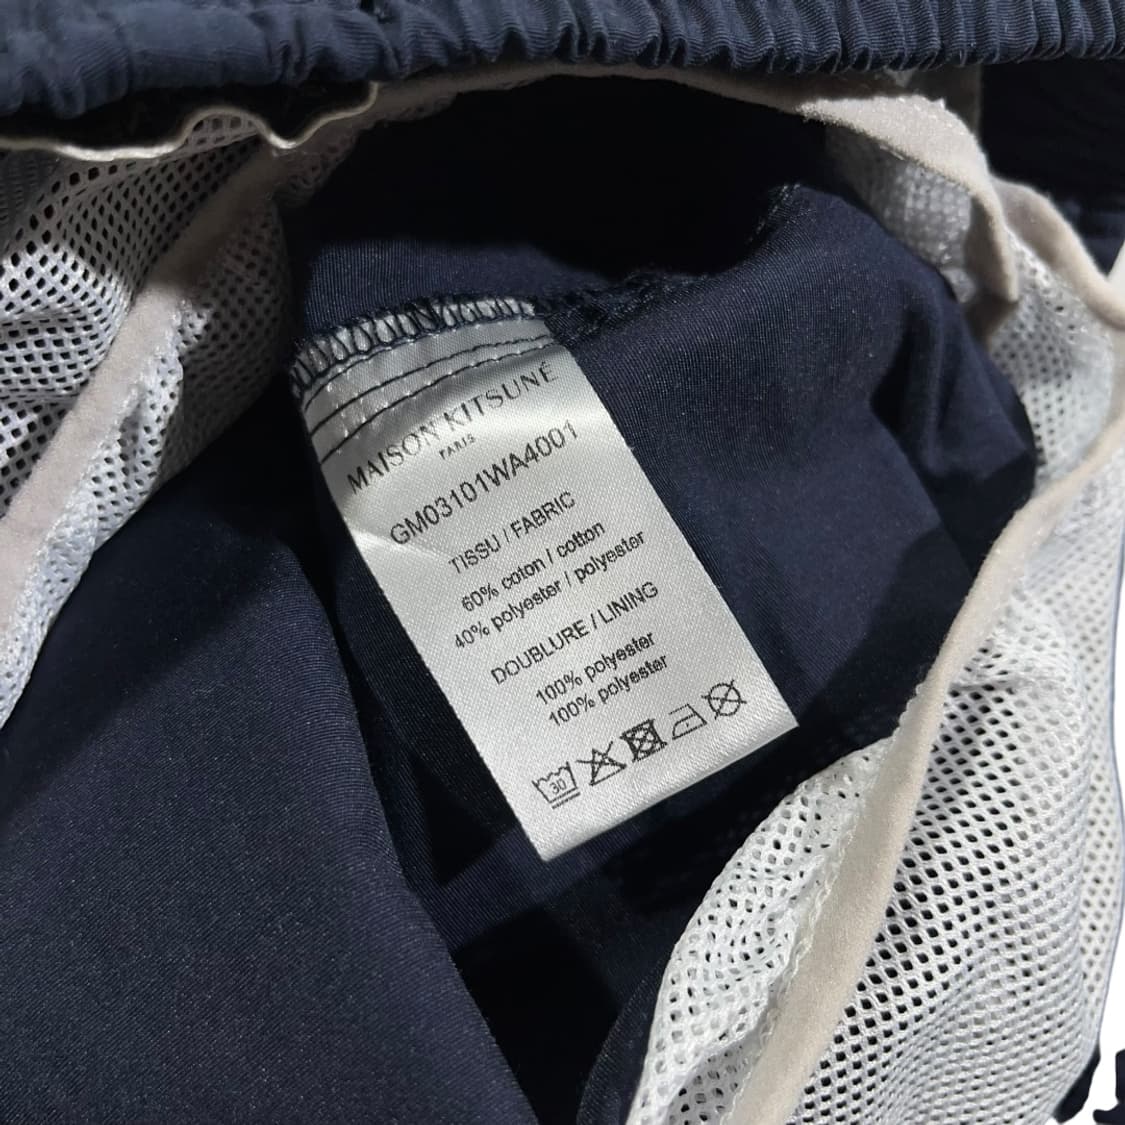 MAISON KITSUNÉ
PARIS
GM03101WA4001
TISSU / FABRIC
60% coton / cotton
40% polyester / polyester
DOUBLURE / LINING
100% polyester
100% polyester
30